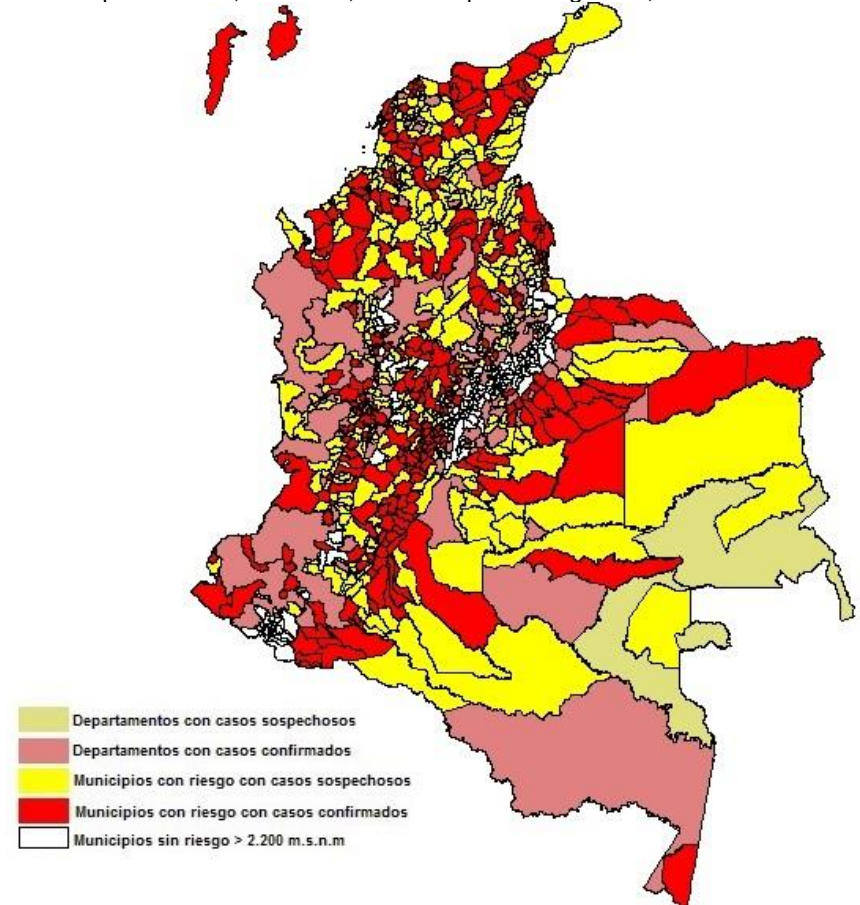 Departamentos con casos sospechosos
Departamentos con casos confirmados
Municipios con riesgo con casos sospechosos
Municipios con riesgo con casos confirmados
Municipios sin riesgo > 2.200 m.s.n.m